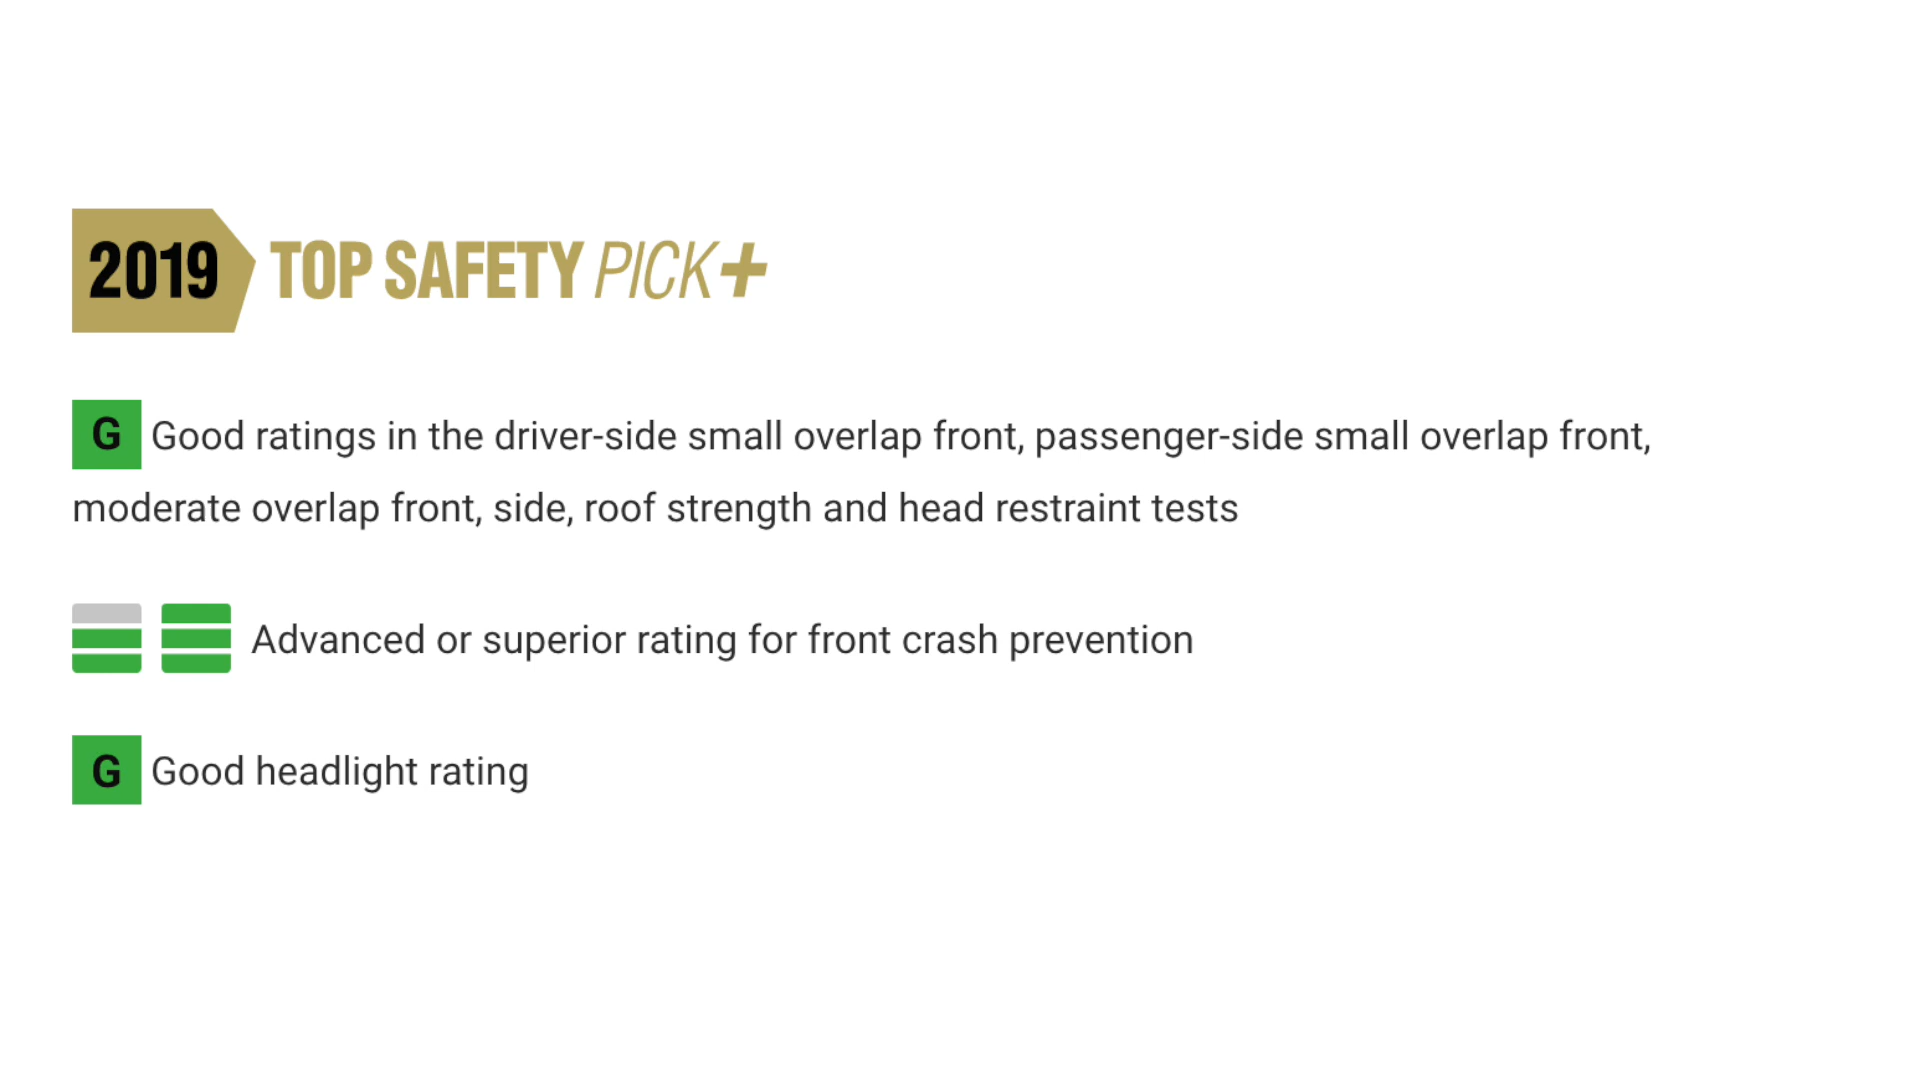 2019 TOP SAFETY PICK+
G Good ratings in the driver-side small overlap front, passenger-side small overlap front,
moderate overlap front, side, roof strength and head restraint tests
Advanced or superior rating for front crash prevention
G Good headlight rating